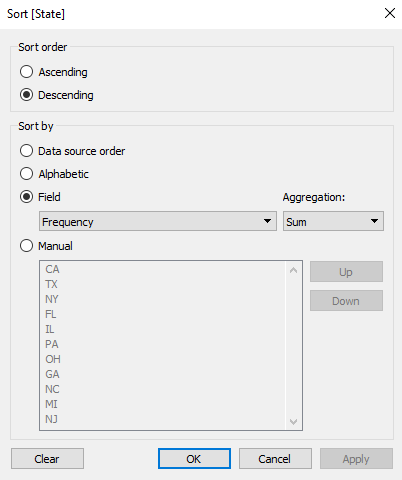 Sort [State]
Sort order
Ascending
Descending
Sort by
Data source order
Alphabetic
Field
Aggregation:
Frequency
Sum
Manual
CA
TX
NY
FL
IL
PA
OH
GA
NC
MI
NJ
Up
Down
Clear
OK
Cancel
Apply